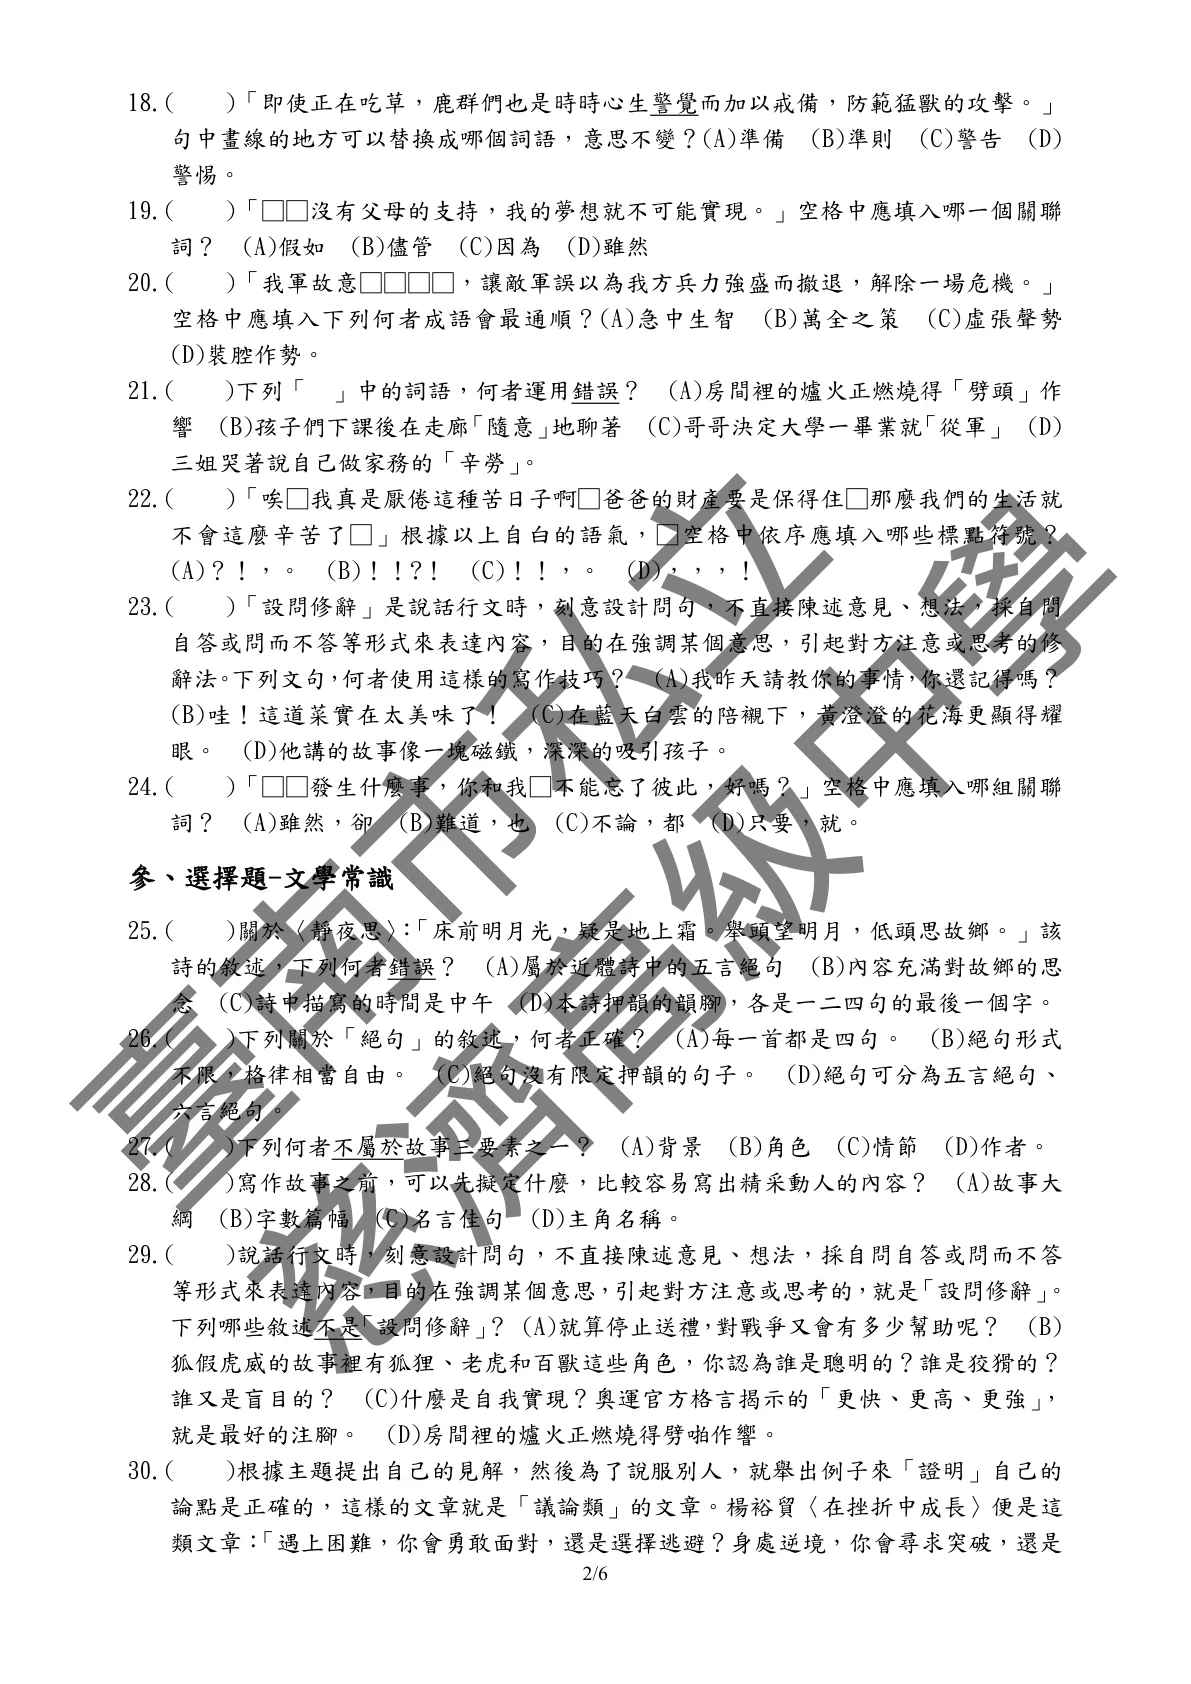 18.(　　)「即使正在吃草，鹿群們也是時時心生警覺而加以戒備，防範猛獸的攻擊。」
句中畫線的地方可以替換成哪個詞語，意思不變？(A)準備　(B)準則　(C)警告　(D)
警惕。
19.(　　)「□□沒有父母的支持，我的夢想就不可能實現。」空格中應填入哪一個關聯
詞？　(A)假如　(B)儘管　(C)因為　(D)雖然
20.(　　)「我軍故意□□□□，讓敵軍誤以為我方兵力強盛而撤退，解除一場危機。」
空格中應填入下列何者成語會最通順？(A)急中生智　(B)萬全之策　(C)虛張聲勢
(D)裝腔作勢。
21.(　　)下列「　」中的詞語，何者運用錯誤？　(A)房間裡的爐火正燃燒得「劈頭」作
響　(B)孩子們下課後在走廊「隨意」地聊著　(C)哥哥決定大學一畢業就「從軍」　(D)
三姐哭著說自己做家務的「辛勞」。
22.(　　)「唉□我真是厭倦這種苦日子啊□爸爸的財產要是保得住□那麼我們的生活就
不會這麼辛苦了□」根據以上自白的語氣，□空格中依序應填入哪些標點符號？
(A)？！，。　(B)！！？！　(C)！！，。　(D)，，，！
23.(　　)「設問修辭」是說話行文時，刻意設計問句，不直接陳述意見、想法，採自問
自答或問而不答等形式來表達內容，目的在強調某個意思，引起對方注意或思考的修
辭法。下列文句，何者使用這樣的寫作技巧？　(A)我昨天請教你的事情，你還記得嗎？
(B)哇！這道菜實在太美味了！　(C)在藍天白雲的陪襯下，黃澄澄的花海更顯得耀
眼。　(D)他講的故事像一塊磁鐵，深深的吸引孩子。
24.(　　)「□□發生什麼事，你和我□不能忘了彼此，好嗎？」空格中應填入哪組關聯
詞？　(A)雖然，卻　(B)難道，也　(C)不論，都　(D)只要，就。
參、選擇題-文學常識
25.(　　)關於〈靜夜思〉：「床前明月光，疑是地上霜。舉頭望明月，低頭思故鄉。」該
詩的敘述，下列何者錯誤？　(A)屬於近體詩中的五言絕句　(B)內容充滿對故鄉的思
念　(C)詩中描寫的時間是中午　(D)本詩押韻的韻腳，各是一二四句的最後一個字。
26.(　　)下列關於「絕句」的敘述，何者正確？　(A)每一首都是四句。　(B)絕句形式
不限，格律相當自由。　(C)絕句沒有限定押韻的句子。　(D)絕句可分為五言絕句、
六言絕句。
27.(　　)下列何者不屬於故事三要素之一？　(A)背景　(B)角色　(C)情節　(D)作者。
28.(　　)寫作故事之前，可以先擬定什麼，比較容易寫出精采動人的內容？　(A)故事大
綱　(B)字數篇幅　(C)名言佳句　(D)主角名稱。
29.(　　)說話行文時，刻意設計問句，不直接陳述意見、想法，採自問自答或問而不答
等形式來表達內容，目的在強調某個意思，引起對方注意或思考的，就是「設問修辭」。
下列哪些敘述不是「設問修辭」？(A)就算停止送禮，對戰爭又會有多少幫助呢？　(B)
狐假虎威的故事裡有狐狸、老虎和百獸這些角色，你認為誰是聰明的？誰是狡猾的？
誰又是盲目的？　(C)什麼是自我實現？奧運官方格言揭示的「更快、更高、更強」，
就是最好的注腳。　(D)房間裡的爐火正燃燒得劈啪作響。
30.(　　)根據主題提出自己的見解，然後為了說服別人，就舉出例子來「證明」自己的
論點是正確的，這樣的文章就是「議論類」的文章。楊裕貿〈在挫折中成長〉便是這
類文章：「遇上困難，你會勇敢面對，還是選擇逃避？身處逆境，你會尋求突破，還是
2/6
臺南市私立
慈濟高級中學